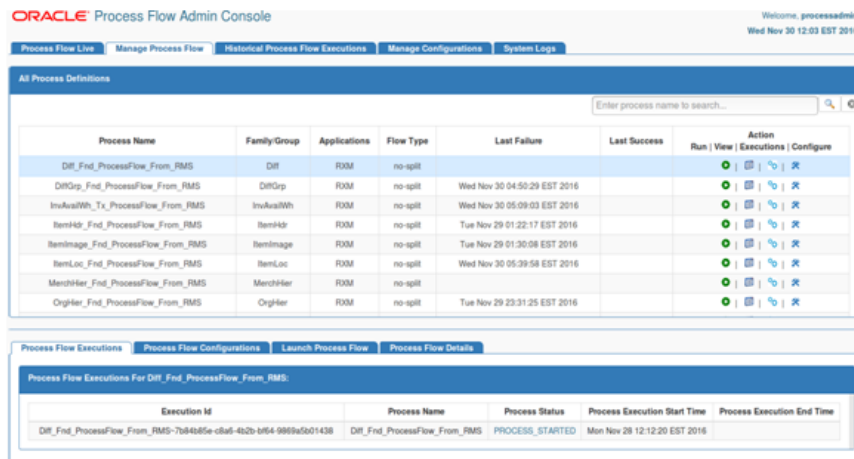 ORACLE Process Flow Admin Console
Welcome, processadmin
Wed Nov 30 12:03 EST 2016
Process Flow Live Manage Process Flow Historical Process Flow Executions Manage Configurations System Logs
All Process Definitions
Enter process name to search...
Process Name Family/Group Applications Flow Type Last Failure Last Success Action
Run | View | Executions | Configure
Diff_Fnd_ProcessFlow_From_RMS Diff RXM no-split
DiffGrp_Fnd_ProcessFlow_From_RMS DiffGrp RXM no-split Wed Nov 30 04:50:29 EST 2016
InvAvailWh_Tx_ProcessFlow_From_RMS InvAvailWh RXM no-split Wed Nov 30 05:09:03 EST 2016
ItemHdr_Fnd_ProcessFlow_From_RMS ItemHdr RXM no-split Tue Nov 29 01:22:17 EST 2016
ItemImage_Fnd_ProcessFlow_From_RMS ItemImage RXM no-split Tue Nov 29 01:30:08 EST 2016
ItemLoc_Fnd_ProcessFlow_From_RMS ItemLoc RXM no-split Wed Nov 30 05:39:58 EST 2016
MerchHier_Fnd_ProcessFlow_From_RMS MerchHier RXM no-split
OrgHier_Fnd_ProcessFlow_From_RMS OrgHier RXM no-split Tue Nov 29 23:31:25 EST 2016
Process Flow Executions Process Flow Configurations Launch Process Flow Process Flow Details
Process Flow Executions For Diff_Fnd_ProcessFlow_From_RMS:
Execution Id Process Name Process Status Process Execution Start Time Process Execution End Time
Diff_Fnd_ProcessFlow_From_RMS~7b84b85e-c8a6-4b2b-bf64-9869a5b01438 Diff_Fnd_ProcessFlow_From_RMS PROCESS_STARTED Mon Nov 28 12:12:20 EST 2016